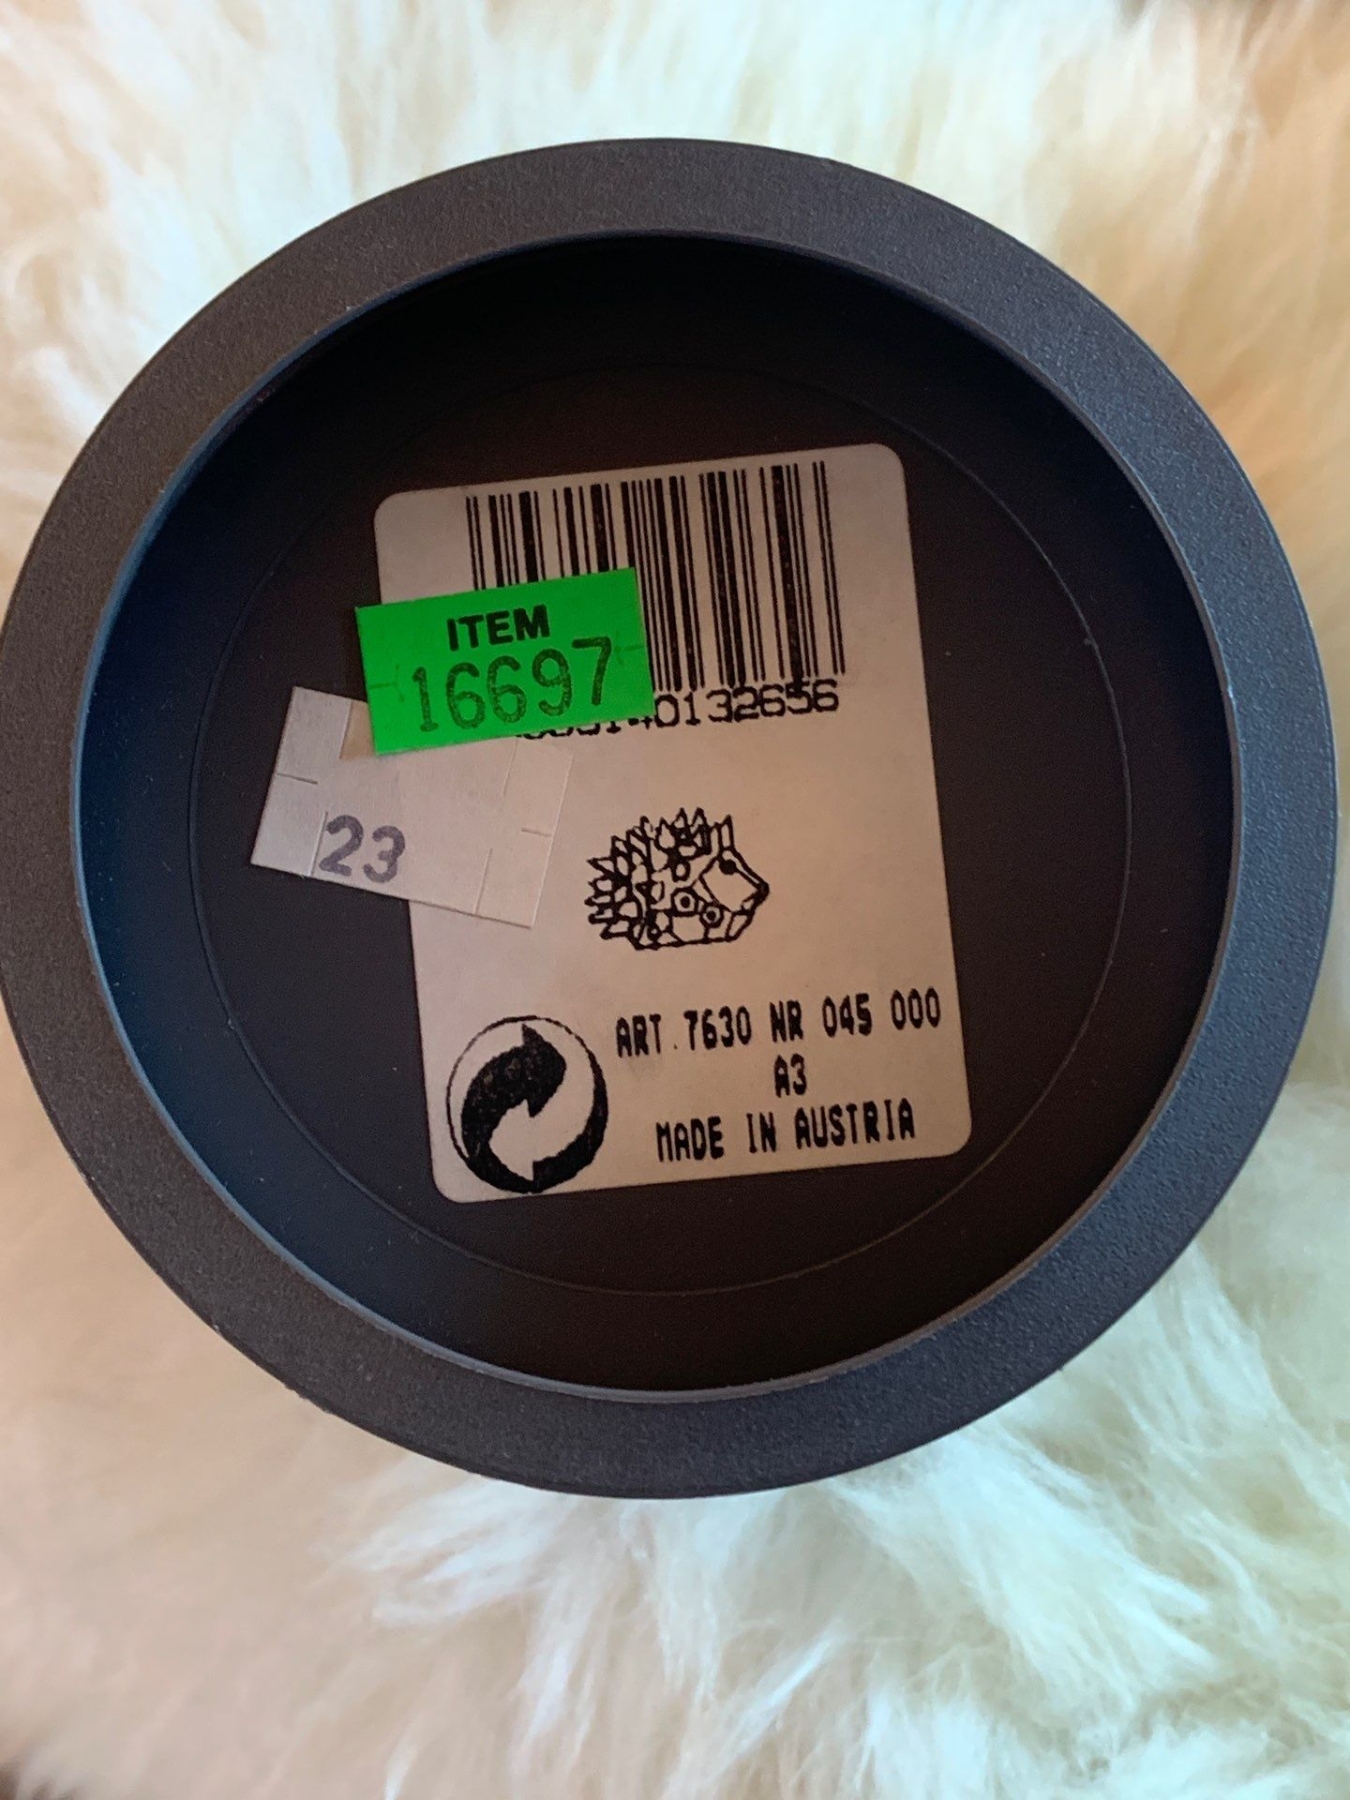 ITEM
16697
0132656
23
ART.7630 NR 045 000
A3
MADE IN AUSTRIA